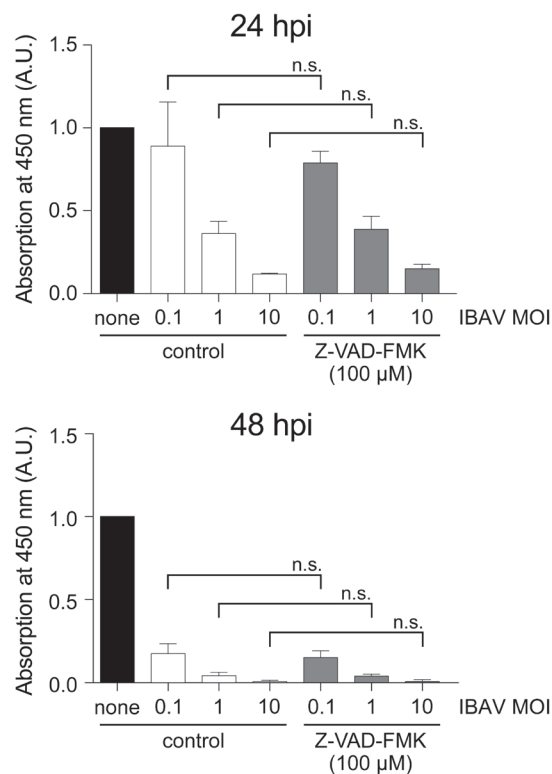 24 hpi
Absorption at 450 nm (A.U.)
1.5
1.0
0.5
0.0
n.s.
n.s.
n.s.
none 0.1 1 10 0.1 1 10 IBAV MOI
control Z-VAD-FMK
(100 µM)
48 hpi
Absorption at 450 nm (A.U.)
1.5
1.0
0.5
0.0
n.s.
n.s.
n.s.
none 0.1 1 10 0.1 1 10 IBAV MOI
control Z-VAD-FMK
(100 µM)